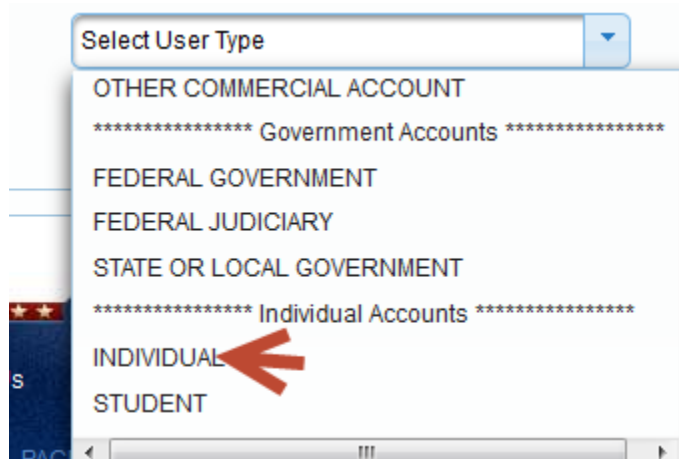 Select User Type
OTHER COMMERCIAL ACCOUNT
**************** Government Accounts ****************
FEDERAL GOVERNMENT
FEDERAL JUDICIARY
STATE OR LOCAL GOVERNMENT
**************** Individual Accounts ****************
INDIVIDUAL
s
STUDENT
PAC